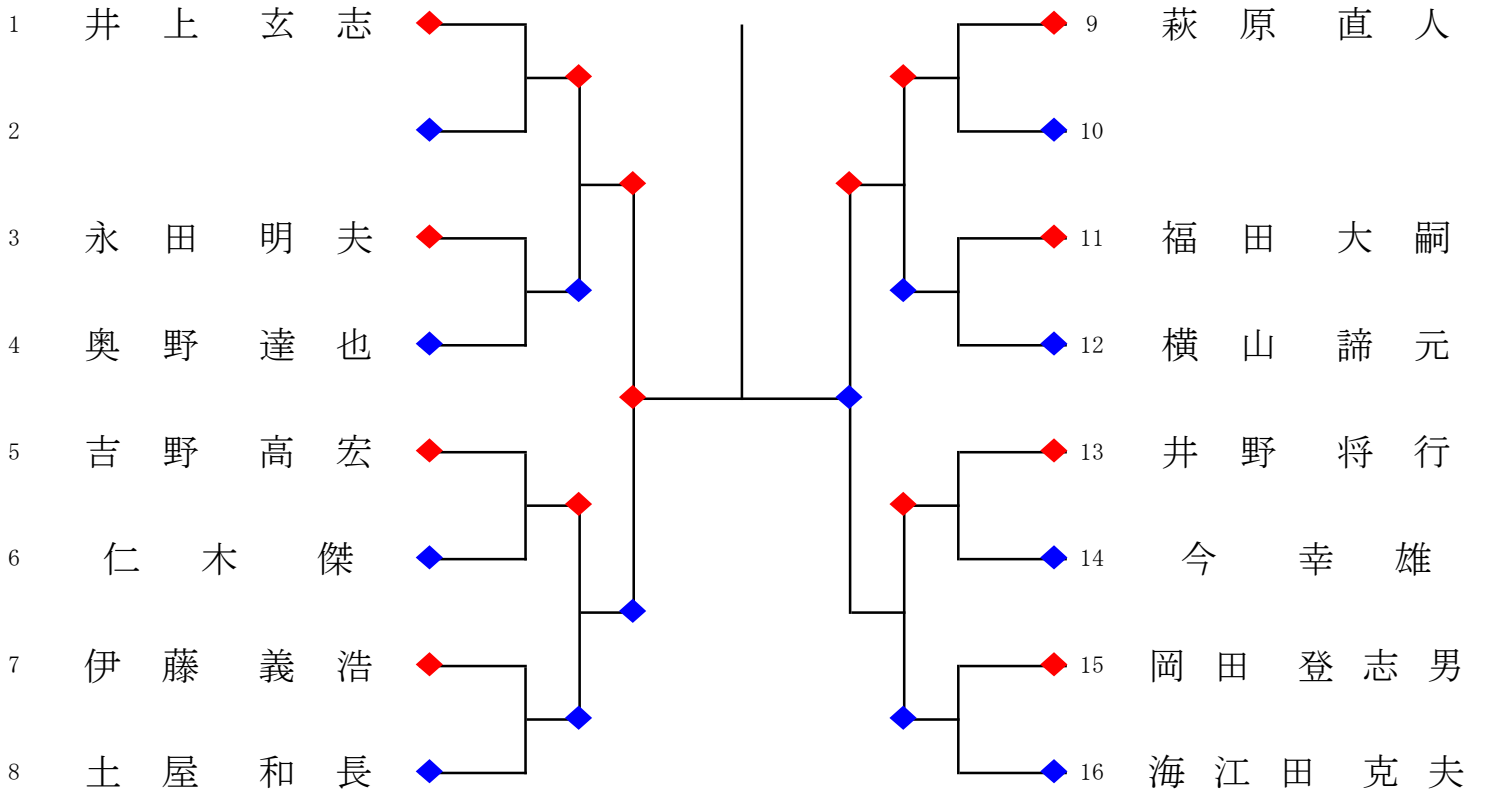 1 井上 玄志
2
3 永田 明夫
4 奥野 達也
5 吉野 高宏
6 仁木 傑
7 伊藤 義浩
8 土屋 和長
9 萩原 直人
10
11 福田 大嗣
12 横山 諦元
13 井野 将行
14 今 幸雄
15 岡田 登志男
16 海江田 克夫